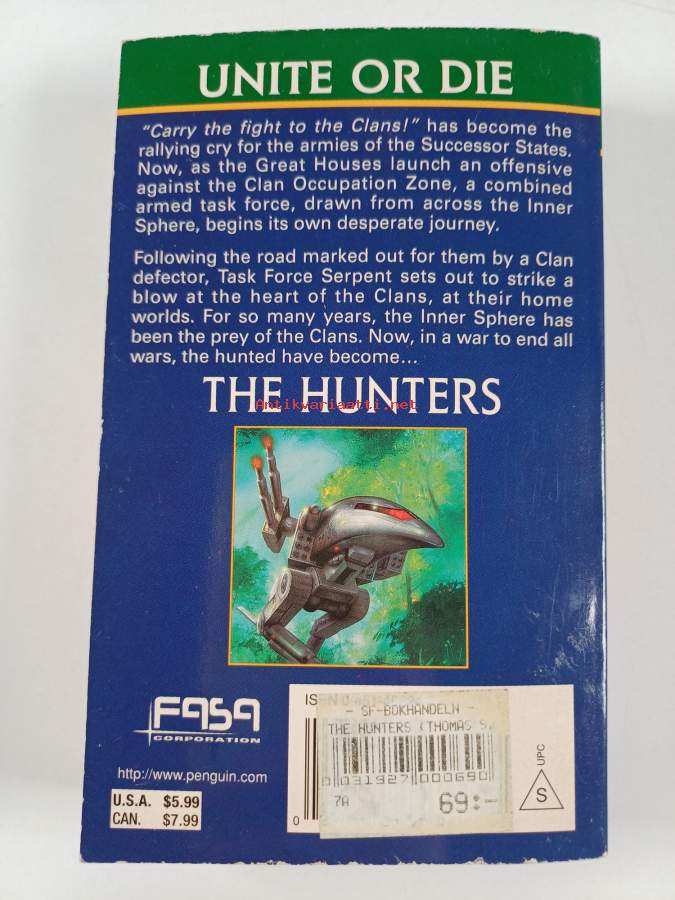 UNITE OR DIE
"Carry the fight to the Clans!" has become the
rallying cry for the armies of the Successor States.
Now, as the Great Houses launch an offensive
against the Clan Occupation Zone, a combined
armed task force, drawn from across the Inner
Sphere, begins its own desperate journey.
Following the road marked out for them by a Clan
defector, Task Force Serpent sets out to strike a
blow at the heart of the Clans, at their home
worlds. For so many years, the Inner Sphere has
been the prey of the Clans. Now, in a war to end all
wars, the hunted have become...
THE HUNTERS
Antikvariaatti.net
FASA
CORPORATION
http://www.penguin.com
U.S.A. $5.99
CAN. $7.99
- SF-BOKHANDELN -
THE HUNTERS (THOMAS S.
0 031927 000690
7A 69:-
0
UPC
S